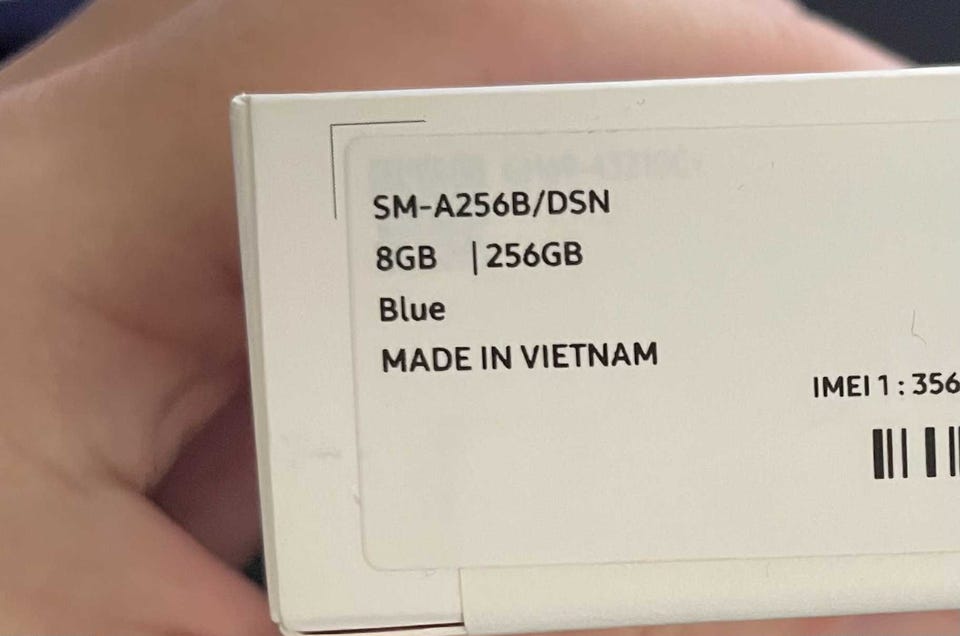 SM-A256B/DSN
8GB | 256GB
Blue
MADE IN VIETNAM
IMEI 1 : 356